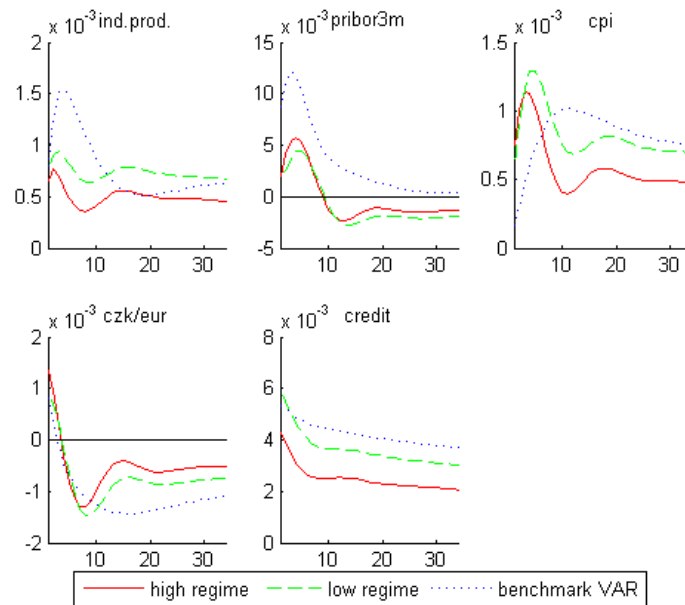 x 10⁻³ ind.prod.
2
1.5
1
0.5
0
10 20 30
x 10⁻³ pribor3m
15
10
5
0
-5
10 20 30
x 10⁻³ cpi
1.5
1
0.5
0
10 20 30
x 10⁻³ czk/eur
2
1
0
-1
-2
10 20 30
x 10⁻³ credit
8
6
4
2
0
10 20 30
high regime low regime benchmark VAR